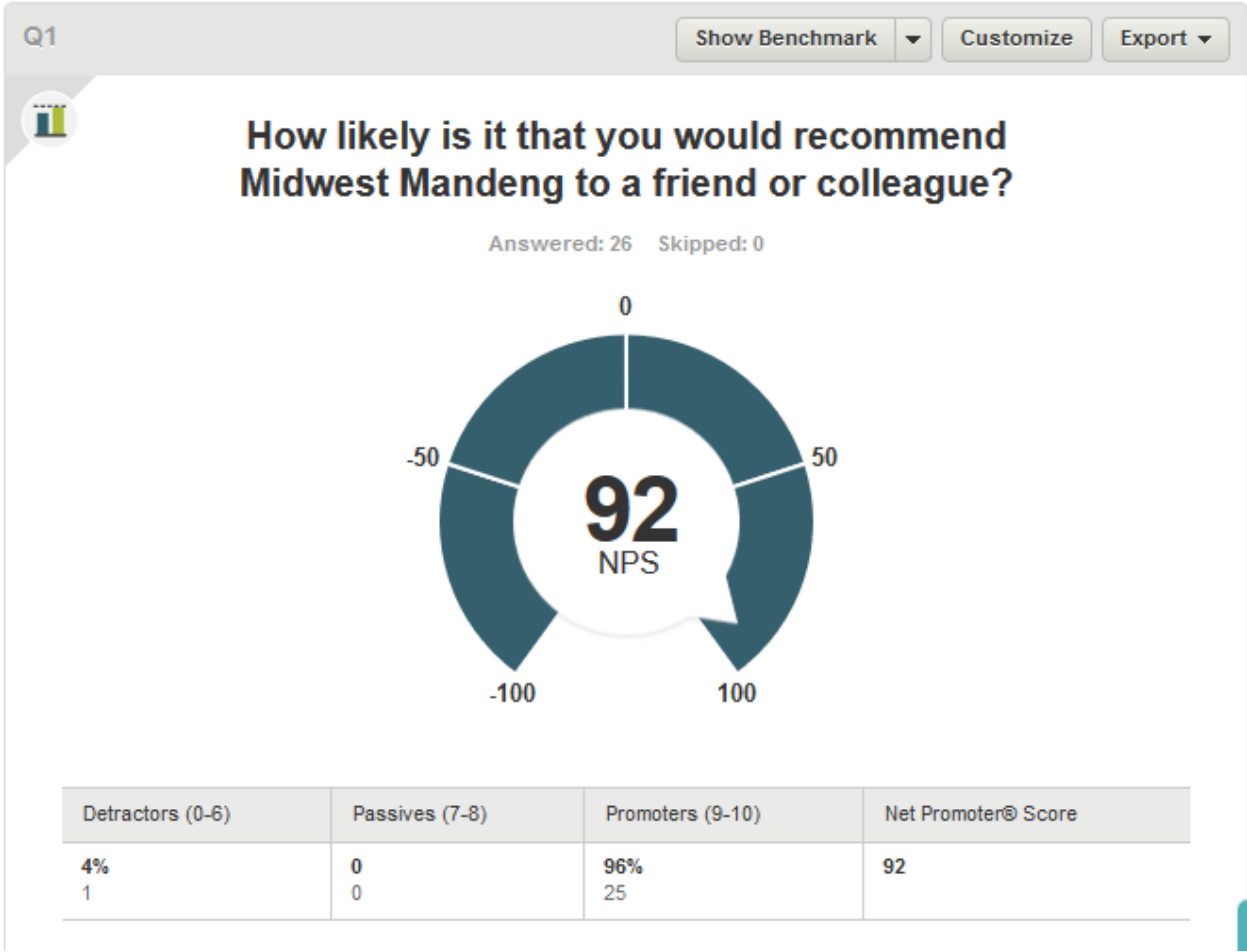 Q1
Show Benchmark
Customize
Export
How likely is it that you would recommend
Midwest Mandeng to a friend or colleague?
Answered: 26 Skipped: 0
0
-50
50
92
NPS
-100
100
Detractors (0-6) Passives (7-8) Promoters (9-10) Net Promoter® Score
4% 0 96% 92
1 0 25